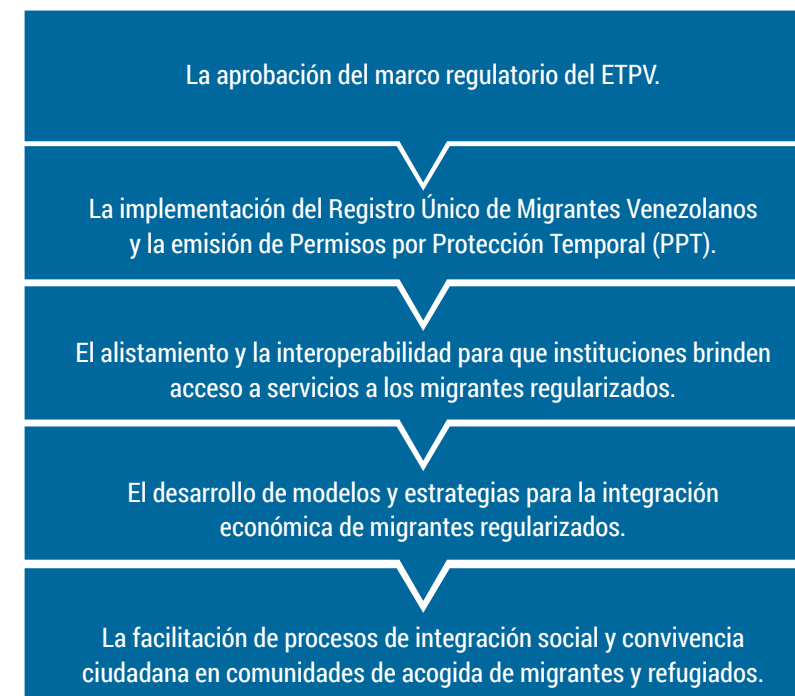 La aprobación del marco regulatorio del ETPV.
La implementación del Registro Único de Migrantes Venezolanos
y la emisión de Permisos por Protección Temporal (PPT).
El alistamiento y la interoperabilidad para que instituciones brinden
acceso a servicios a los migrantes regularizados.
El desarrollo de modelos y estrategias para la integración
económica de migrantes regularizados.
La facilitación de procesos de integración social y convivencia
ciudadana en comunidades de acogida de migrantes y refugiados.